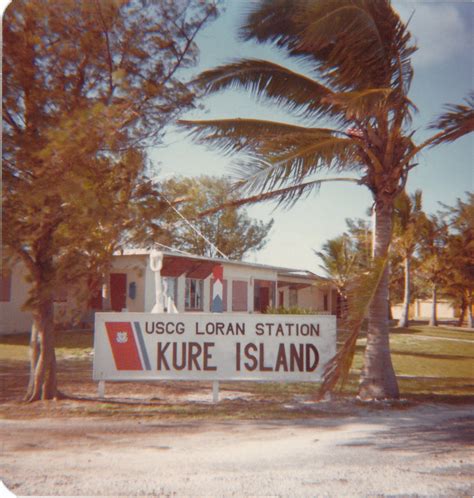 USCG LORAN STATION
KURE ISLAND